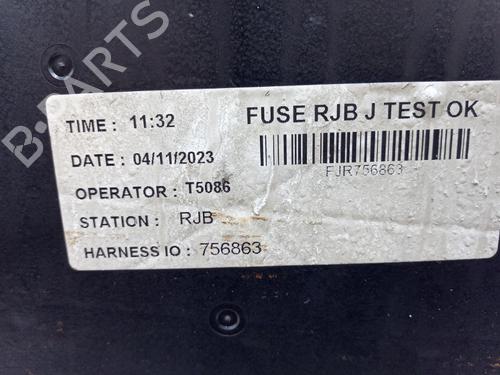 B-PARTS
TIME : 11:32
FUSE RJB J TEST OK
DATE : 04/11/2023
FJR756863
OPERATOR : T5086
STATION : RJB
HARNESS IO : 756863